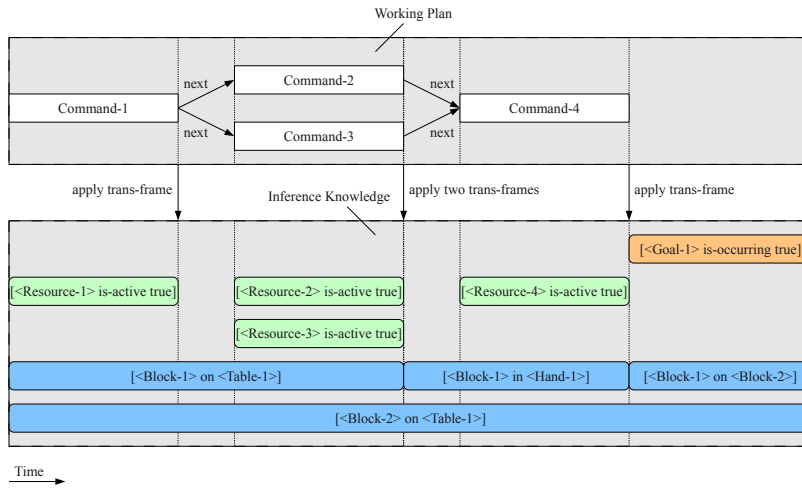 Working Plan
Command-1
next
next
Command-2
Command-3
next
next
Command-4
apply trans-frame
apply two trans-frames
apply trans-frame
Inference Knowledge
[<Goal-1> is-occurring true]
[<Resource-1> is-active true]
[<Resource-2> is-active true]
[<Resource-4> is-active true]
[<Resource-3> is-active true]
[<Block-1> on <Table-1>]
[<Block-1> in <Hand-1>]
[<Block-1> on <Block-2>]
[<Block-2> on <Table-1>]
Time